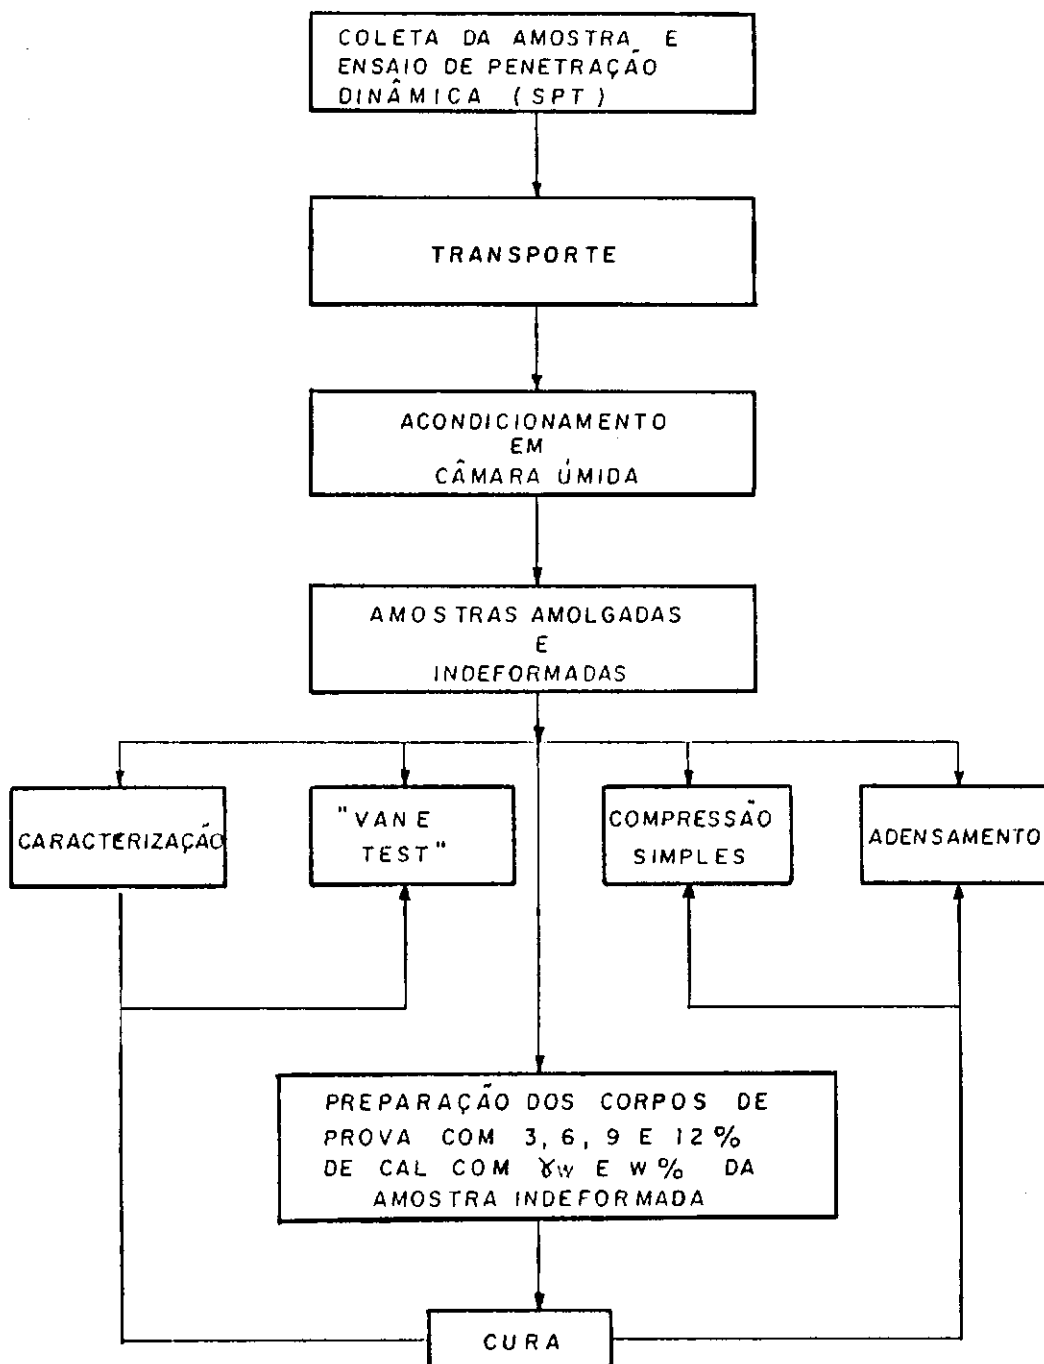 COLETA DA AMOSTRA E
ENSAIO DE PENETRAÇÃO
DINÂMICA (SPT)
TRANSPORTE
ACONDICIONAMENTO
EM
CÂMARA ÚMIDA
AMOSTRAS AMOLGADAS
E
INDEFORMADAS
CARACTERIZAÇÃO
"VANE
TEST"
COMPRESSÃO
SIMPLES
ADENSAMENTO
PREPARAÇÃO DOS CORPOS DE
PROVA COM 3, 6, 9 E 12%
DE CAL COM γw E W% DA
AMOSTRA INDEFORMADA
CURA